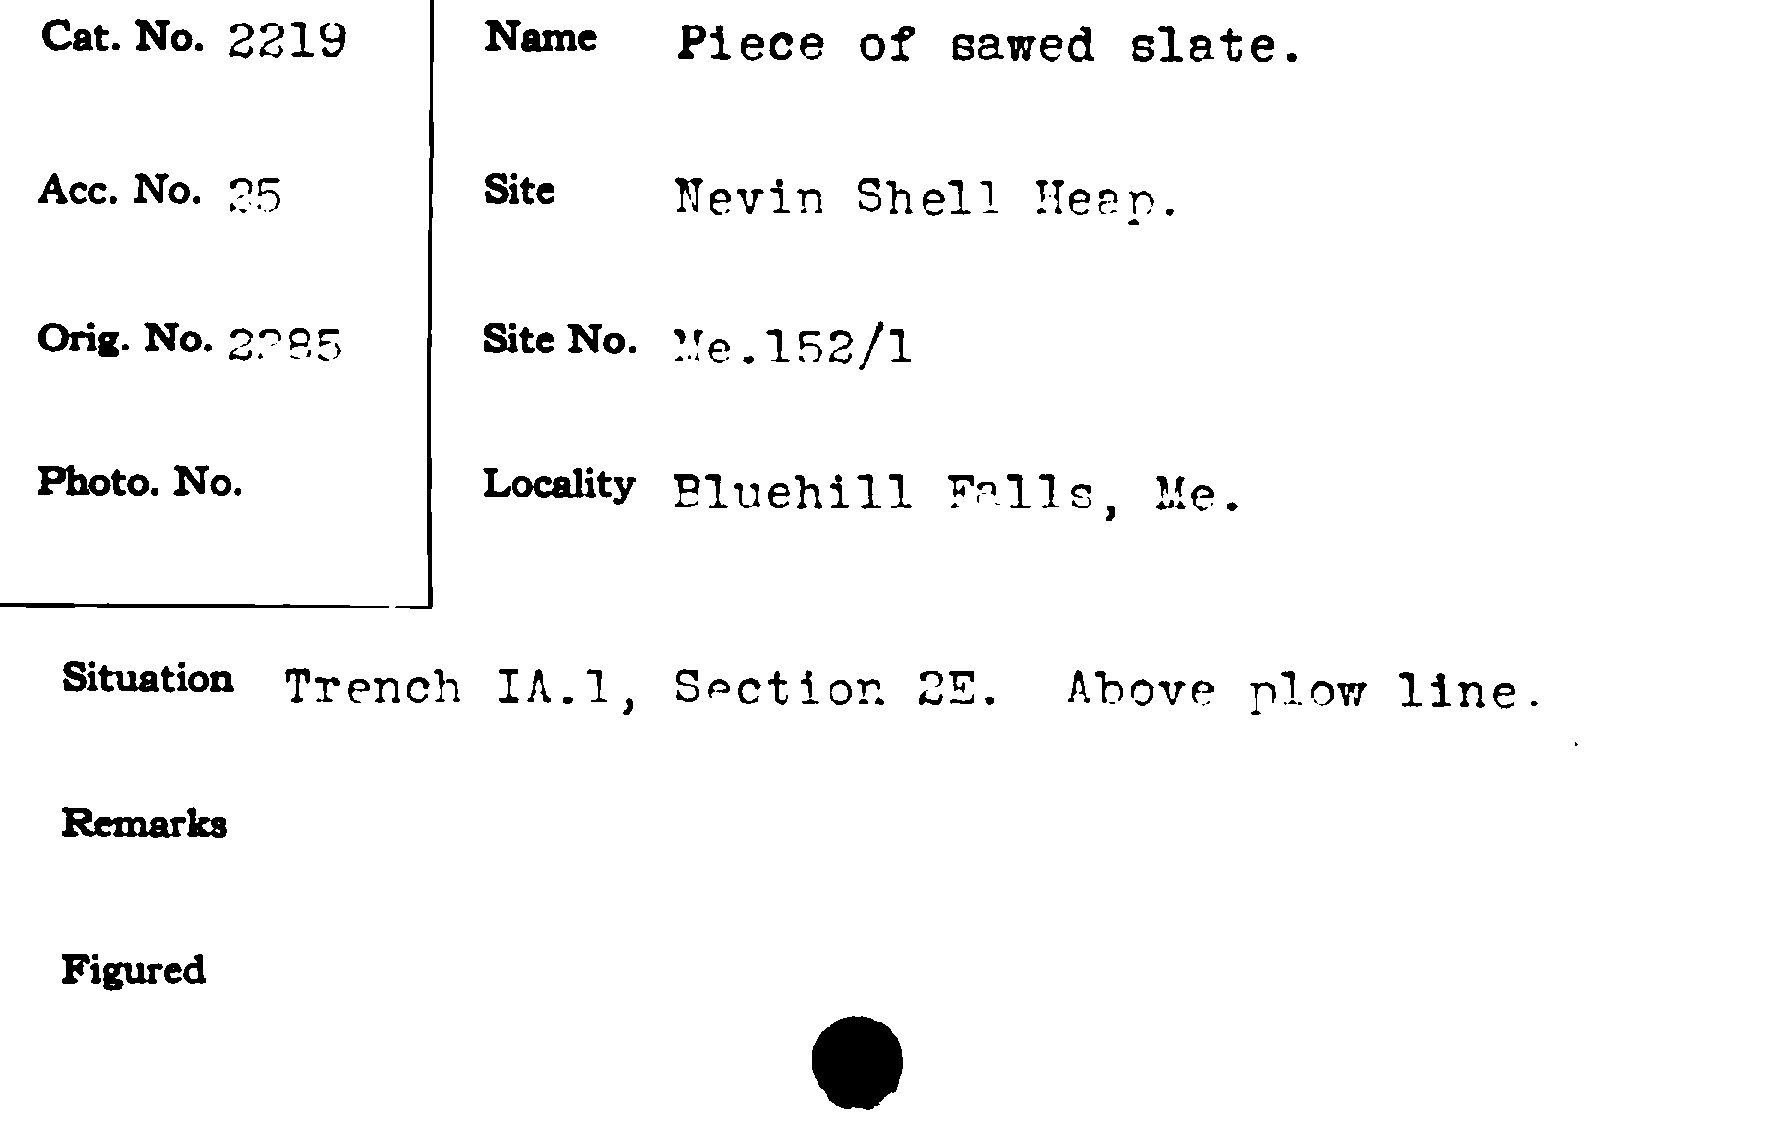 Cat. No. 2219
Name Piece of sawed slate.
Acc. No. 25
Site Nevin Shell Heap.
Orig. No. 2285
Site No. Me.152/1
Photo. No.
Locality Bluehill Falls, Me.
Situation Trench IA.1, Section 2E. Above plow line.
Remarks
Figured